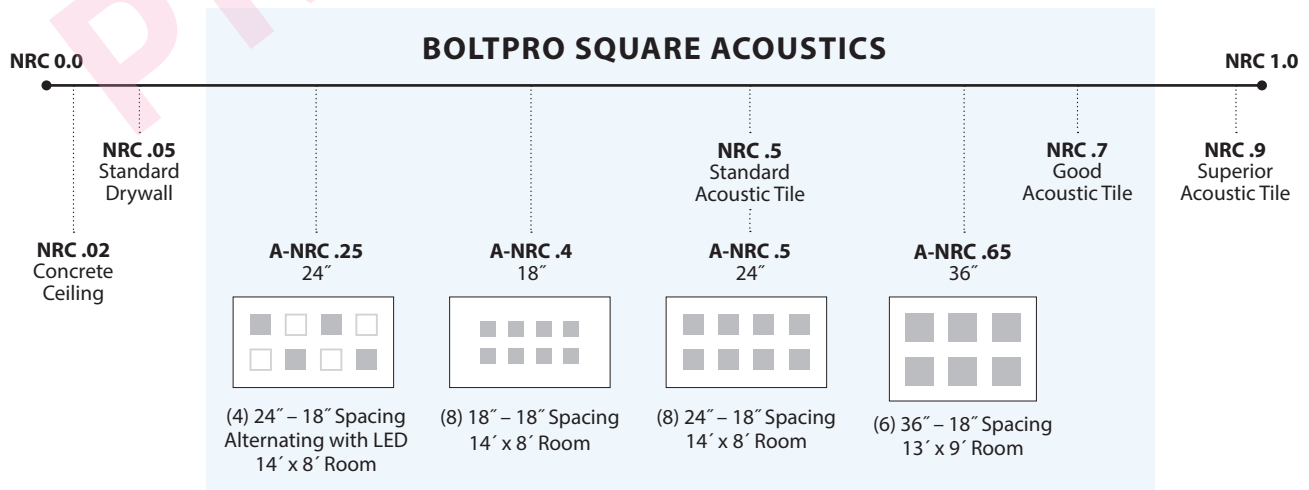 BOLTPRO SQUARE ACOUSTICS
NRC 0.0
NRC 1.0
NRC .05
Standard
Drywall
NRC .5
Standard
Acoustic Tile
NRC .7
Good
Acoustic Tile
NRC .9
Superior
Acoustic Tile
NRC .02
Concrete
Ceiling
A-NRC .25
24˝
A-NRC .4
18˝
A-NRC .5
24˝
A-NRC .65
36˝
(4) 24˝ – 18˝ Spacing
Alternating with LED
14´ x 8´ Room
(8) 18˝ – 18˝ Spacing
14´ x 8´ Room
(8) 24˝ – 18˝ Spacing
14´ x 8´ Room
(6) 36˝ – 18˝ Spacing
13´ x 9´ Room